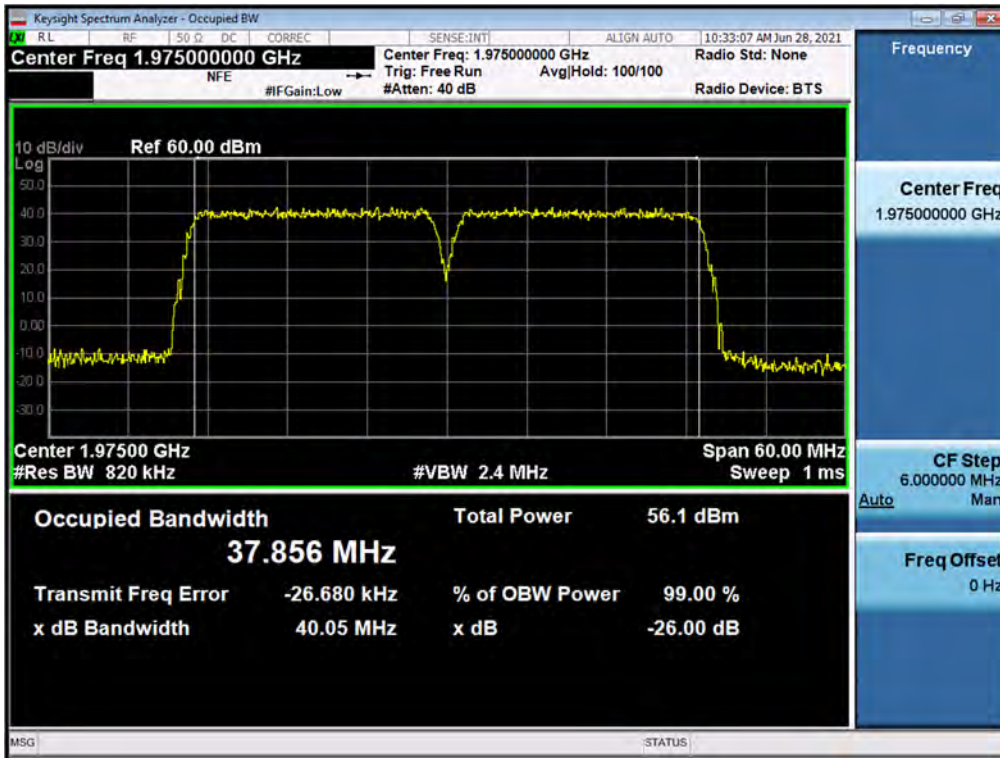 Keysight Spectrum Analyzer - Occupied BW
LXI RL RF 50 Ω DC CORREC SENSE:INT ALIGN AUTO 10:33:07 AM Jun 28, 2021
Center Freq 1.975000000 GHz
NFE
#IFGain:Low
Center Freq: 1.975000000 GHz
Trig: Free Run Avg|Hold: 100/100
#Atten: 40 dB
Radio Std: None
Radio Device: BTS
10 dB/div Ref 60.00 dBm
Log
50.0
40.0
30.0
20.0
10.0
0.00
-10.0
-20.0
-30.0
Center 1.97500 GHz Span 60.00 MHz
#Res BW 820 kHz #VBW 2.4 MHz Sweep 1 ms
Occupied Bandwidth Total Power 56.1 dBm
37.856 MHz
Transmit Freq Error -26.680 kHz % of OBW Power 99.00 %
x dB Bandwidth 40.05 MHz x dB -26.00 dB
MSG STATUS
Frequency
Center Freq
1.975000000 GHz
CF Step
6.000000 MHz
Auto Man
Freq Offset
0 Hz